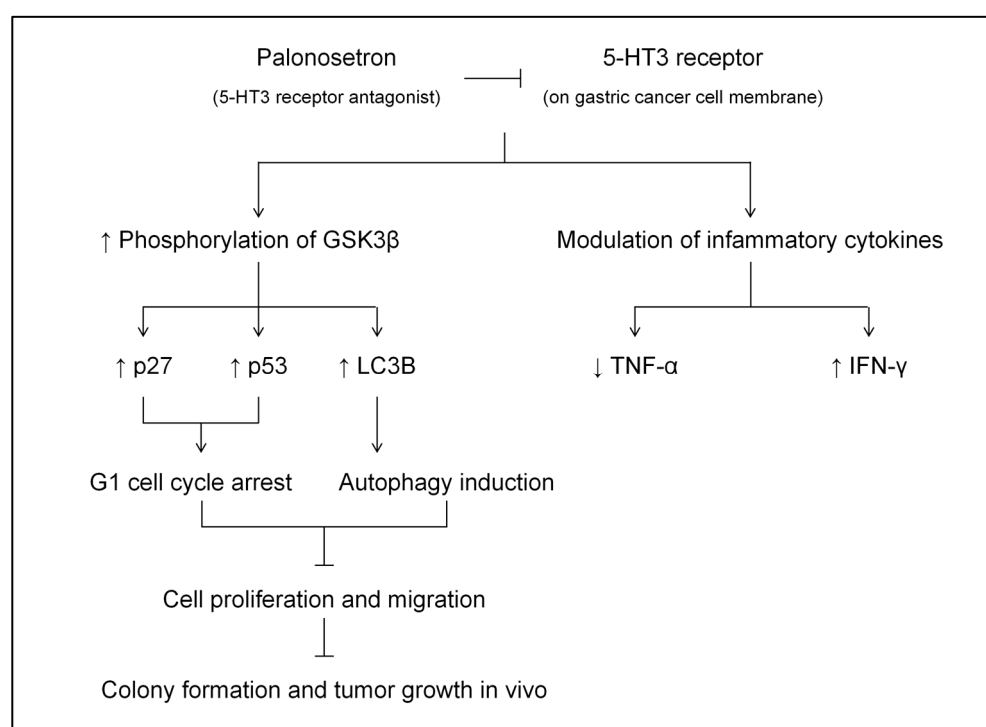 Palonosetron
5-HT3 receptor
(5-HT3 receptor antagonist)
(on gastric cancer cell membrane)
↑ Phosphorylation of GSK3β
Modulation of infammatory cytokines
↑ p27
↑ p53
↑ LC3B
↓ TNF-α
↑ IFN-γ
G1 cell cycle arrest
Autophagy induction
Cell proliferation and migration
Colony formation and tumor growth in vivo